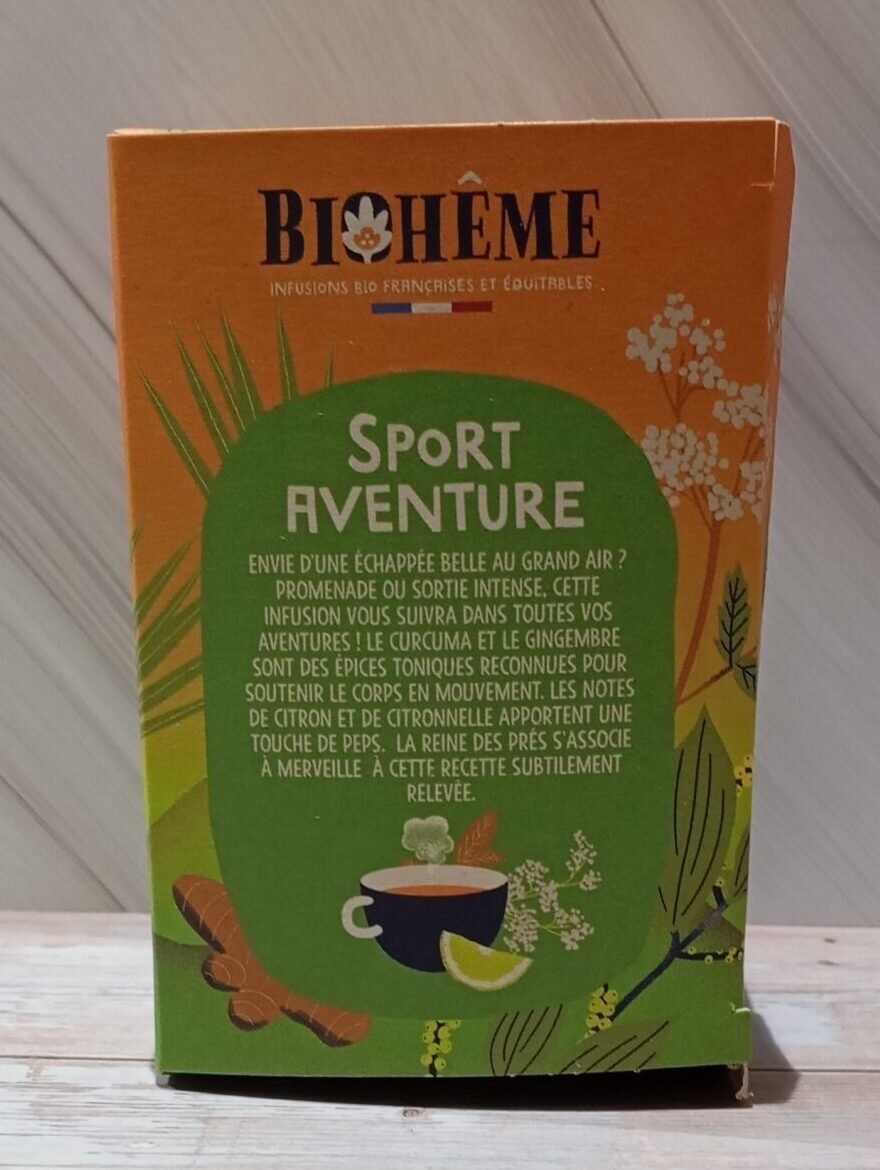 BIOHÊME
INFUSIONS BIO FRANÇAISES ET ÉQUITABLES
SPORT
AVENTURE
ENVIE D'UNE ÉCHAPPÉE BELLE AU GRAND AIR ?
PROMENADE OU SORTIE INTENSE, CETTE
INFUSION VOUS SUIVRA DANS TOUTES VOS
AVENTURES ! LE CURCUMA ET LE GINGEMBRE
SONT DES ÉPICES TONIQUES RECONNUES POUR
SOUTENIR LE CORPS EN MOUVEMENT. LES NOTES
DE CITRON ET DE CITRONNELLE APPORTENT UNE
TOUCHE DE PEPS. LA REINE DES PRÉS S'ASSOCIE
À MERVEILLE À CETTE RECETTE SUBTILEMENT
RELEVÉE.